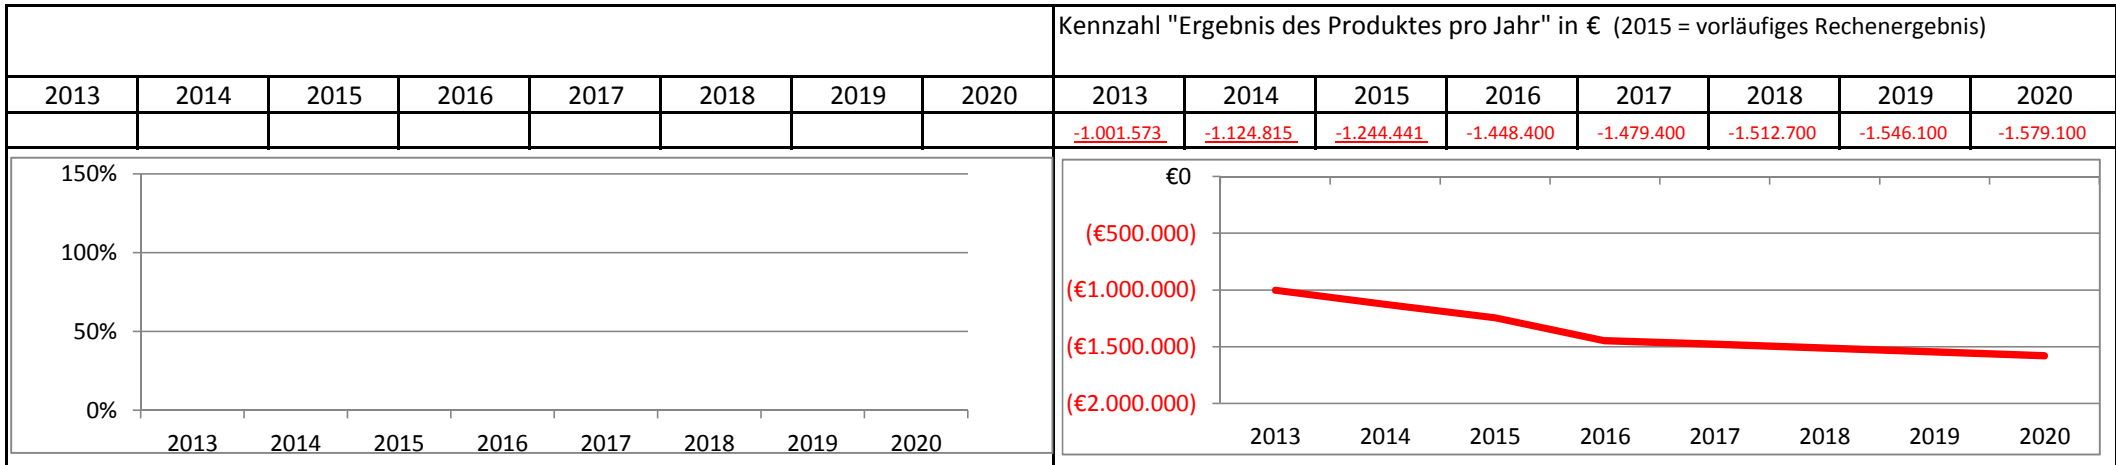 Kennzahl "Ergebnis des Produktes pro Jahr" in € (2015 = vorläufiges Rechenergebnis)
2013 2014 2015 2016 2017 2018 2019 2020 2013 2014 2015 2016 2017 2018 2019 2020
-1.001.573 -1.124.815 -1.244.441 -1.448.400 -1.479.400 -1.512.700 -1.546.100 -1.579.100
150%
100%
50%
0%
2013 2014 2015 2016 2017 2018 2019 2020
€0
(€500.000)
(€1.000.000)
(€1.500.000)
(€2.000.000)
2013 2014 2015 2016 2017 2018 2019 2020